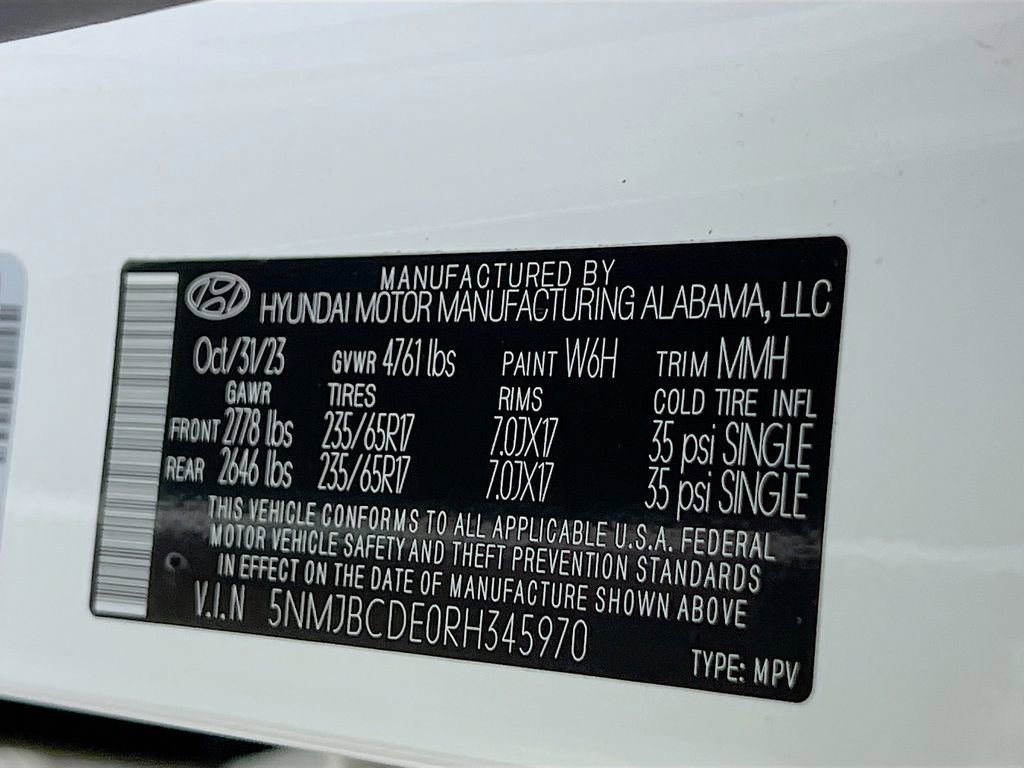 MANUFACTURED BY
HYUNDAI MOTOR MANUFACTURING ALABAMA, LLC
Oct/31/23 GVWR 4761 lbs PAINT W6H TRIM MMH
GAWR TIRES RIMS COLD TIRE INFL
FRONT 2778 lbs 235/65R17 7.0JX17 35 psi SINGLE
REAR 2646 lbs 235/65R17 7.0JX17 35 psi SINGLE
THIS VEHICLE CONFORMS TO ALL APPLICABLE U.S.A. FEDERAL
MOTOR VEHICLE SAFETY AND THEFT PREVENTION STANDARDS
IN EFFECT ON THE DATE OF MANUFACTURE SHOWN ABOVE
V.I.N 5NMJBCDE0RH345970
TYPE: MPV